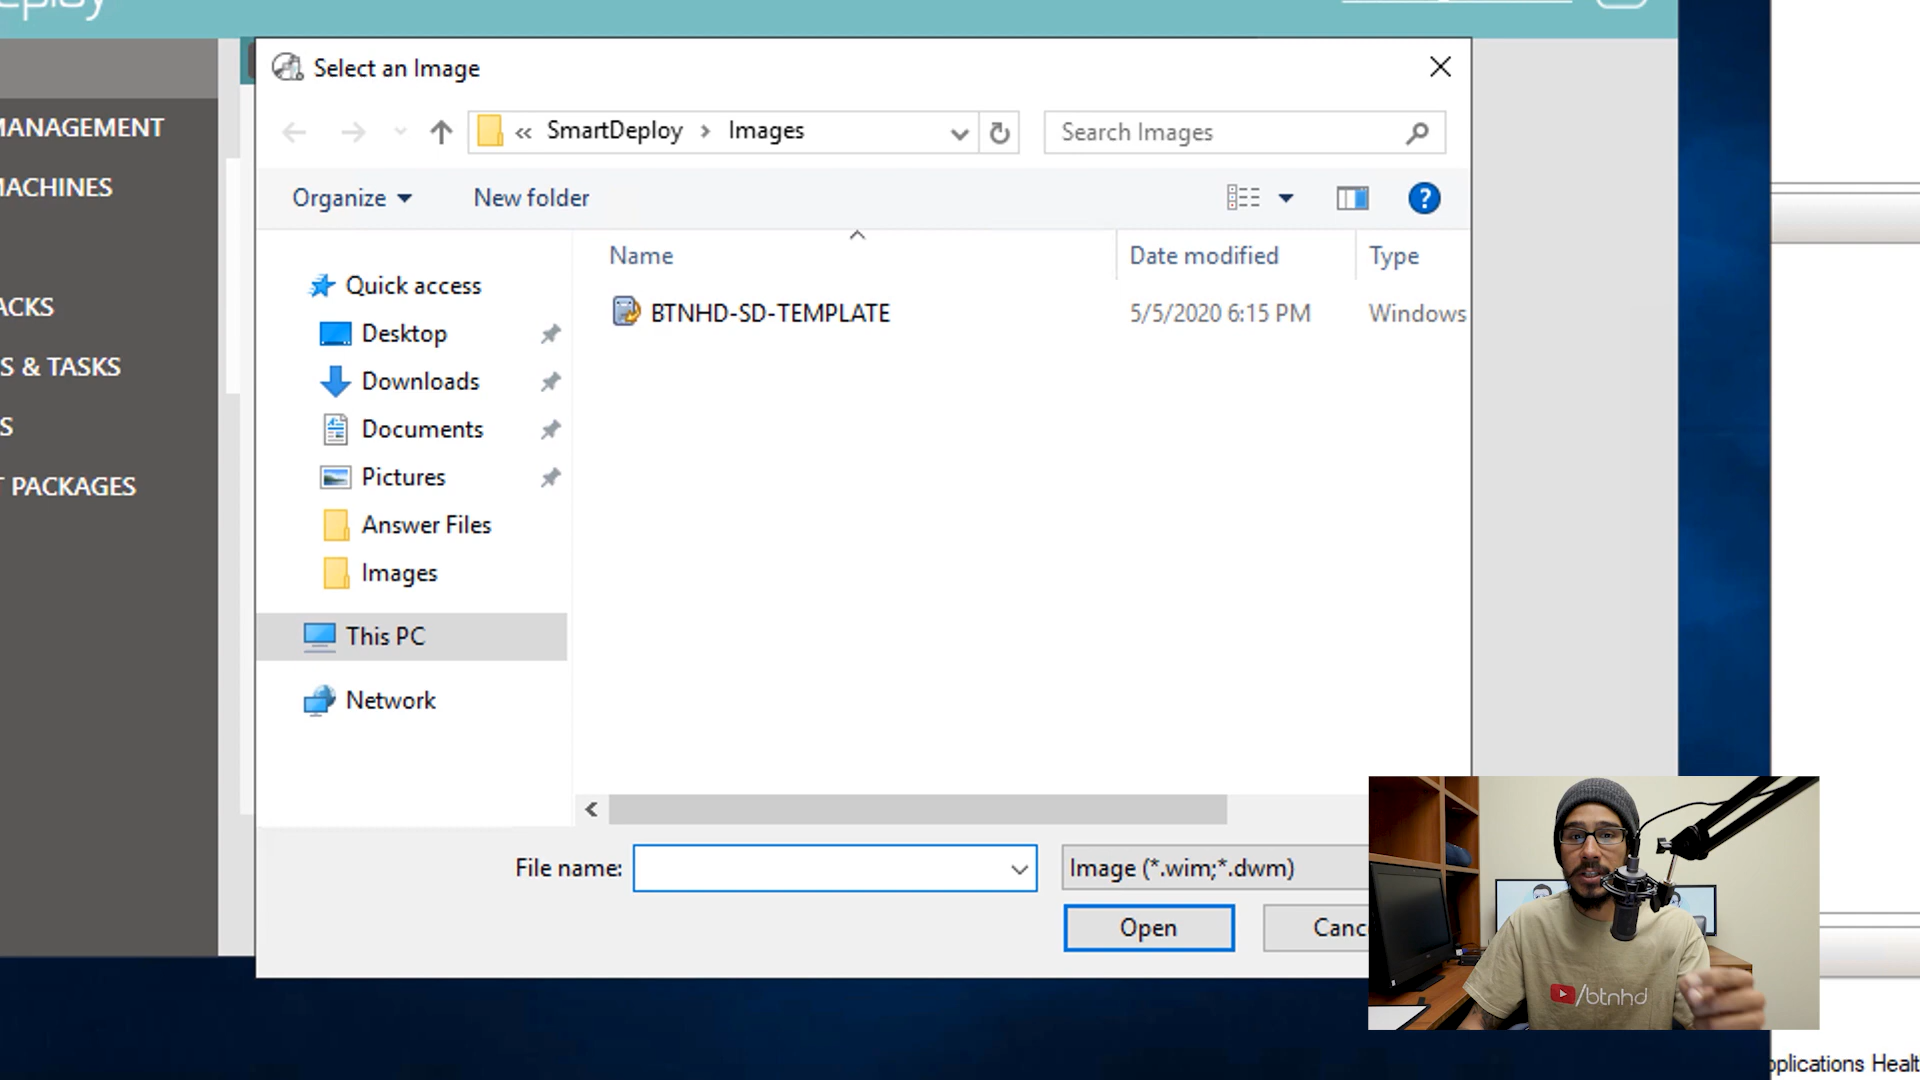 Select an Image
« SmartDeploy › Images
Search Images
Organize
New folder
Name
Date modified
Type
BTNHD-SD-TEMPLATE
5/5/2020 6:15 PM
Windows
Quick access
Desktop
Downloads
Documents
Pictures
Answer Files
Images
This PC
Network
ANAGEMENT
ACHINES
ACKS
S & TASKS
S
T PACKAGES
File name:
Image (*.wim;*.dwm)
Open
Canc
/btnhd
pplications Healt